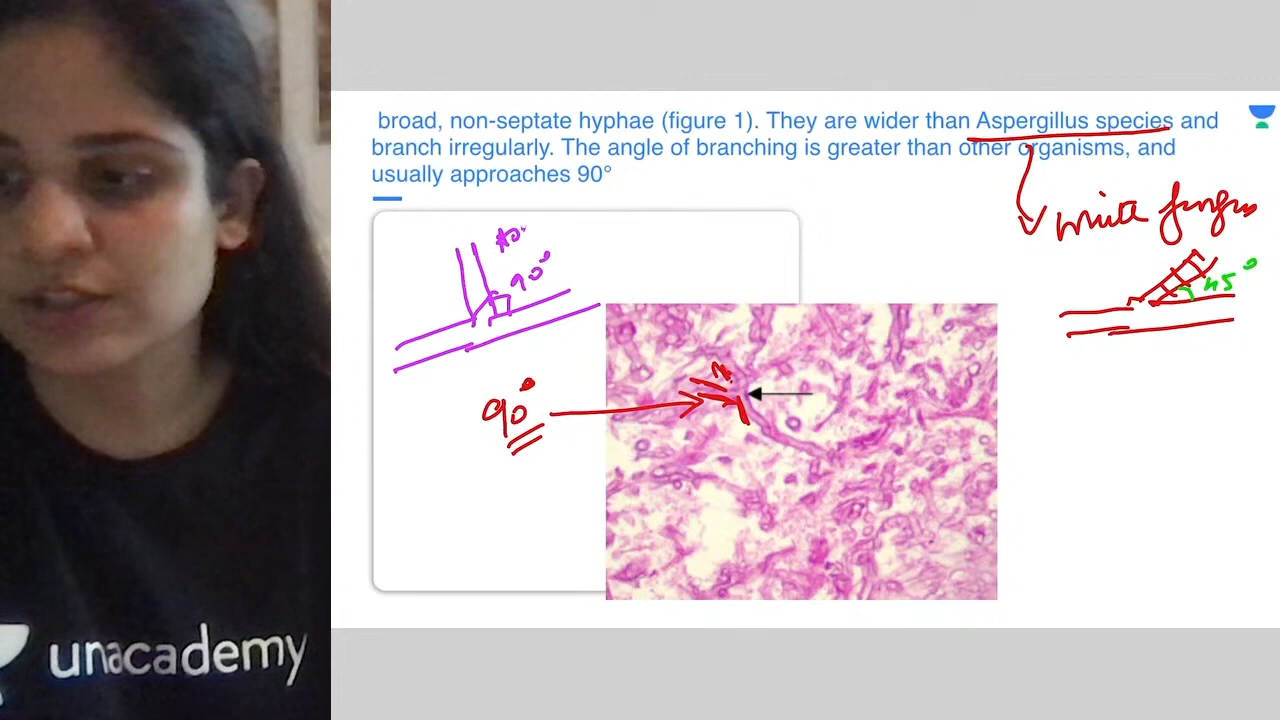 broad, non-septate hyphae (figure 1). They are wider than Aspergillus species and
branch irregularly. The angle of branching is greater than other organisms, and
usually approaches 90°
white fungus
90°
45°
90°
unacademy